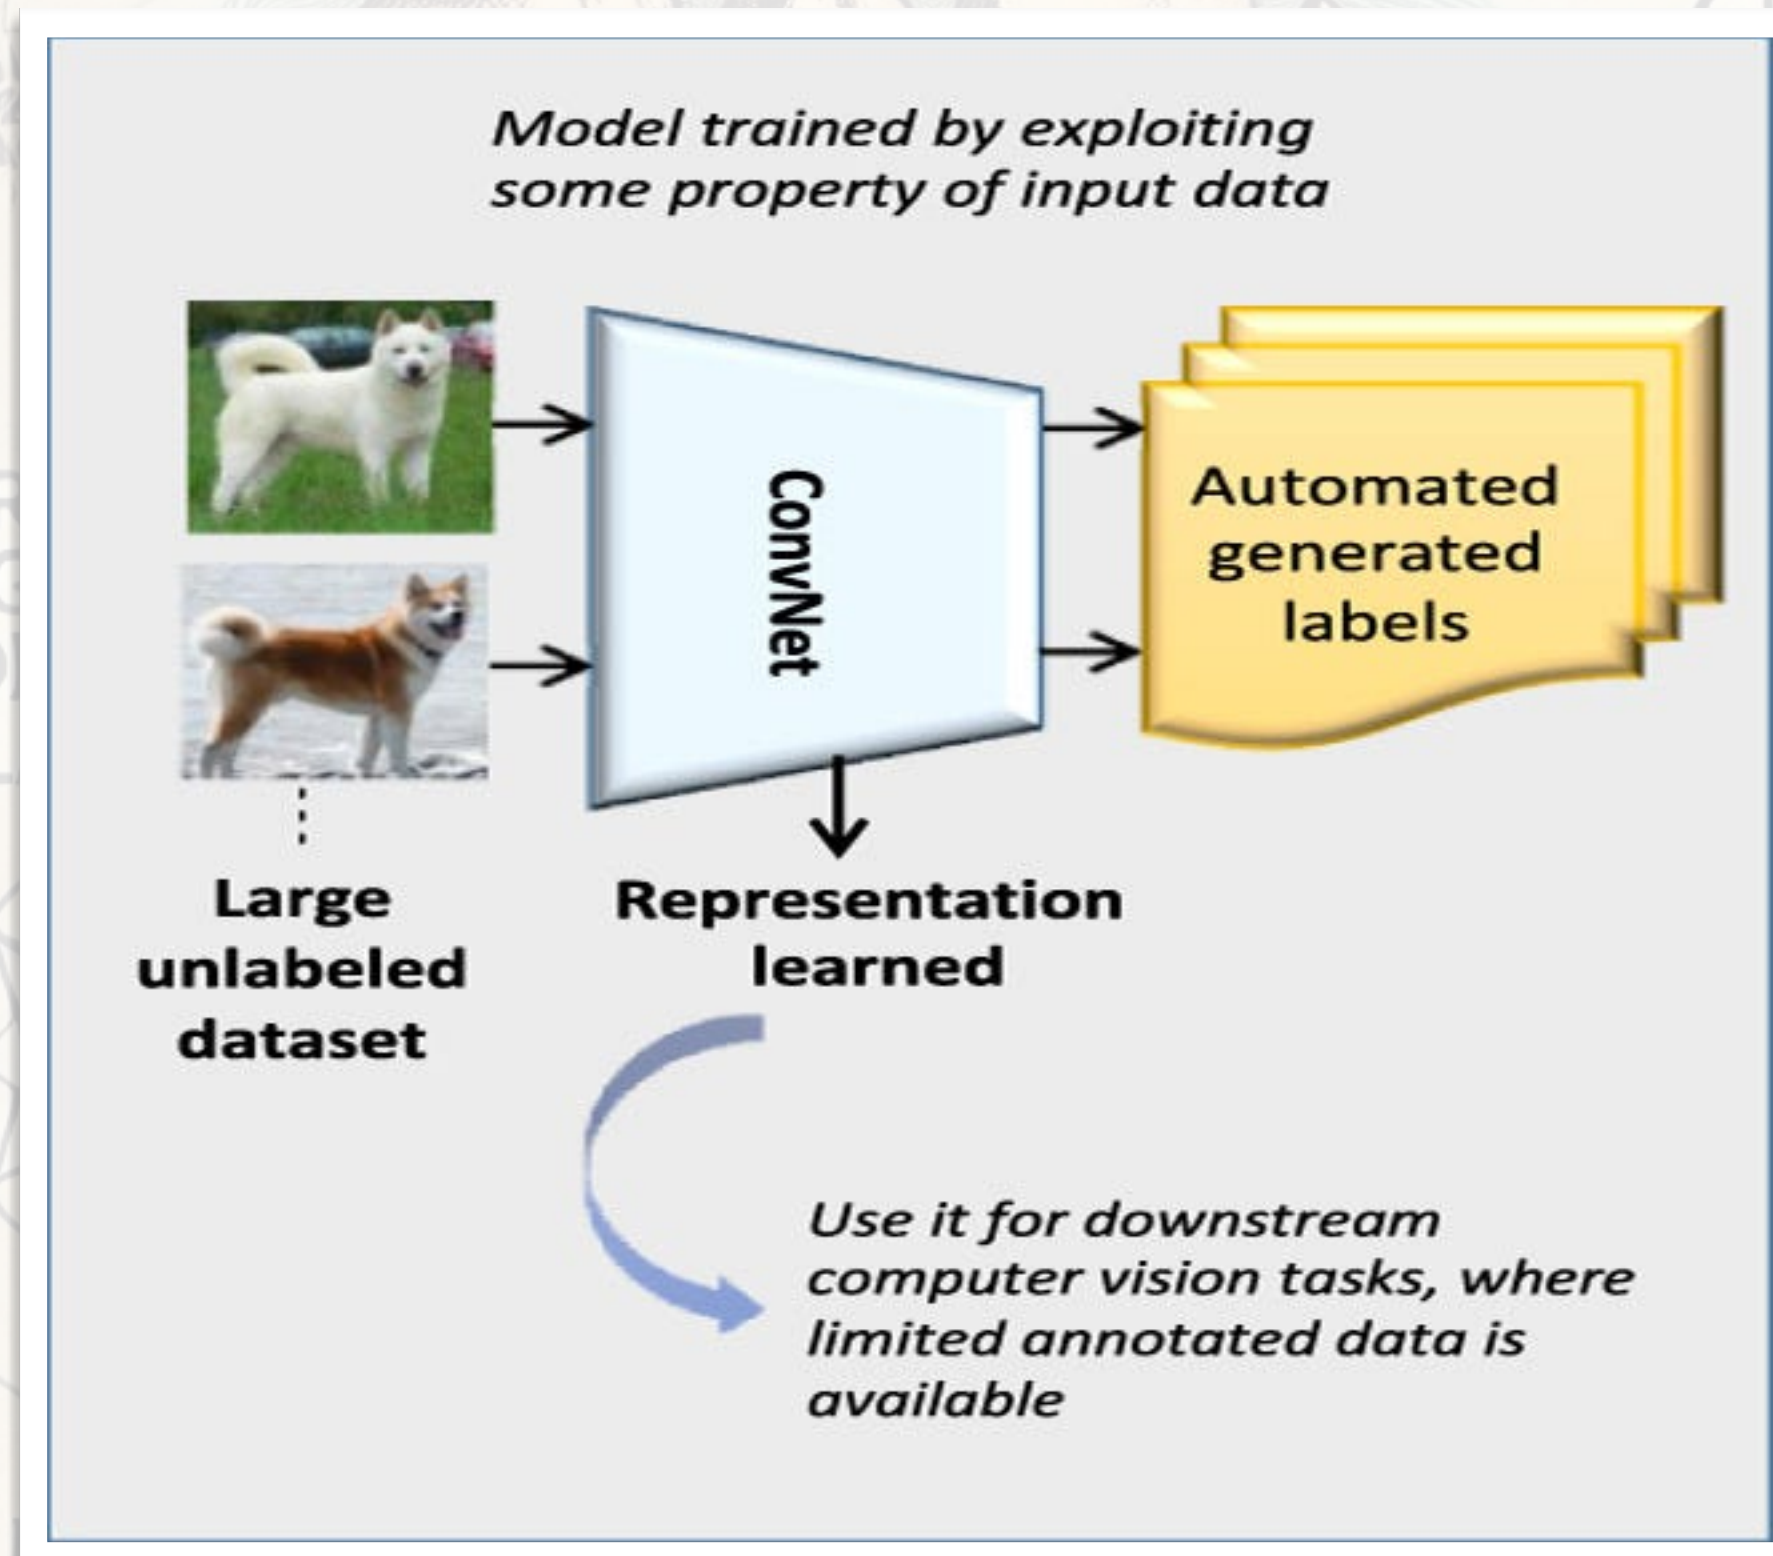 Model trained by exploiting
some property of input data
ConvNet
Automated
generated
labels
Large
unlabeled
dataset
Representation
learned
Use it for downstream
computer vision tasks, where
limited annotated data is
available